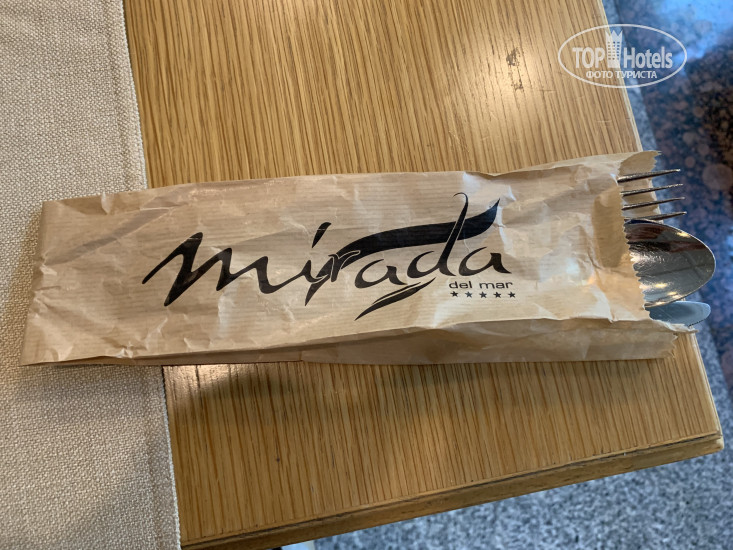 TOP Hotels
ФОТО ТУРИСТА
mirada
del mar
★★★★★